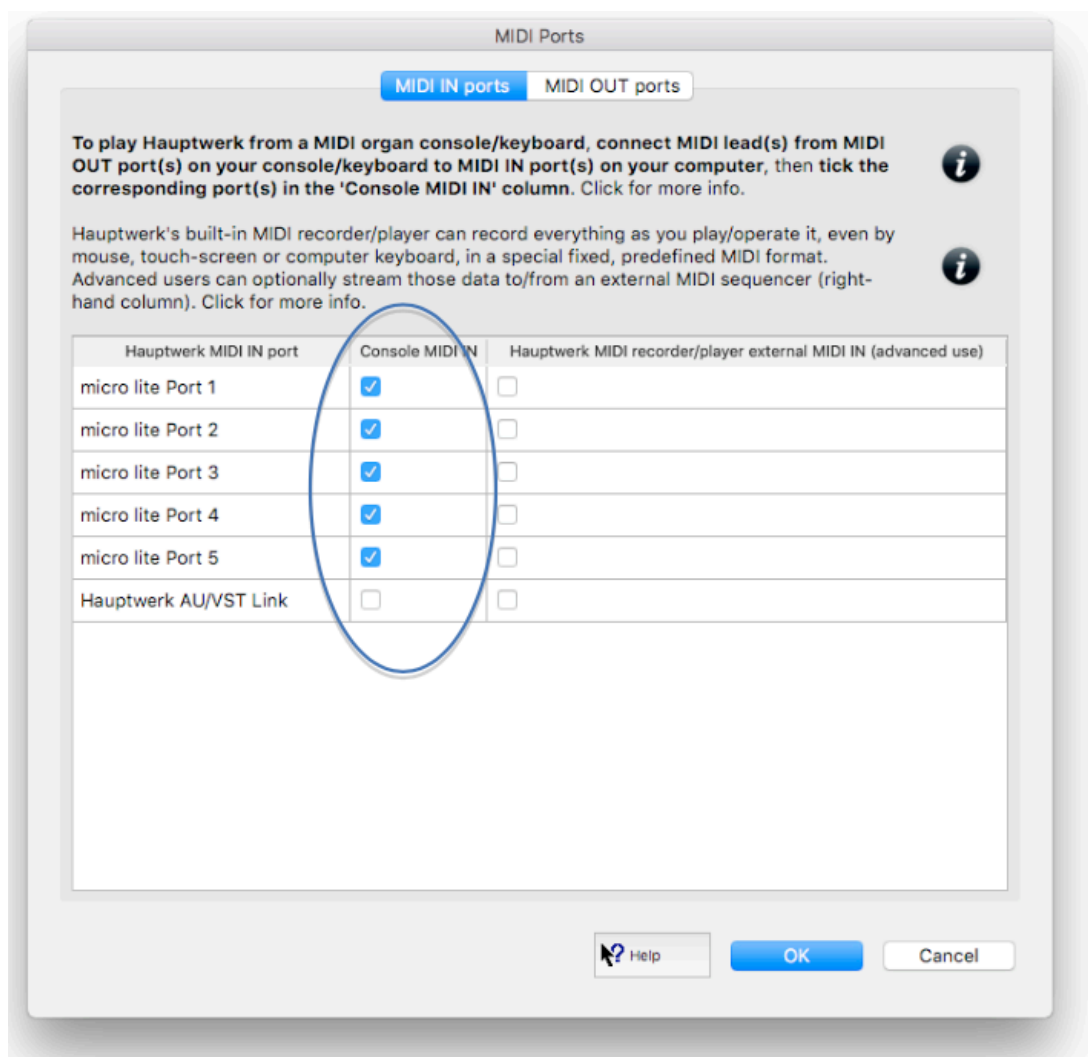 MIDI Ports
MIDI IN ports MIDI OUT ports
To play Hauptwerk from a MIDI organ console/keyboard, connect MIDI lead(s) from MIDI
OUT port(s) on your console/keyboard to MIDI IN port(s) on your computer, then tick the
corresponding port(s) in the 'Console MIDI IN' column. Click for more info.
Hauptwerk's built-in MIDI recorder/player can record everything as you play/operate it, even by
mouse, touch-screen or computer keyboard, in a special fixed, predefined MIDI format.
Advanced users can optionally stream those data to/from an external MIDI sequencer (right-
hand column). Click for more info.
Hauptwerk MIDI IN port Console MIDI IN Hauptwerk MIDI recorder/player external MIDI IN (advanced use)
micro lite Port 1
micro lite Port 2
micro lite Port 3
micro lite Port 4
micro lite Port 5
Hauptwerk AU/VST Link
Help OK Cancel